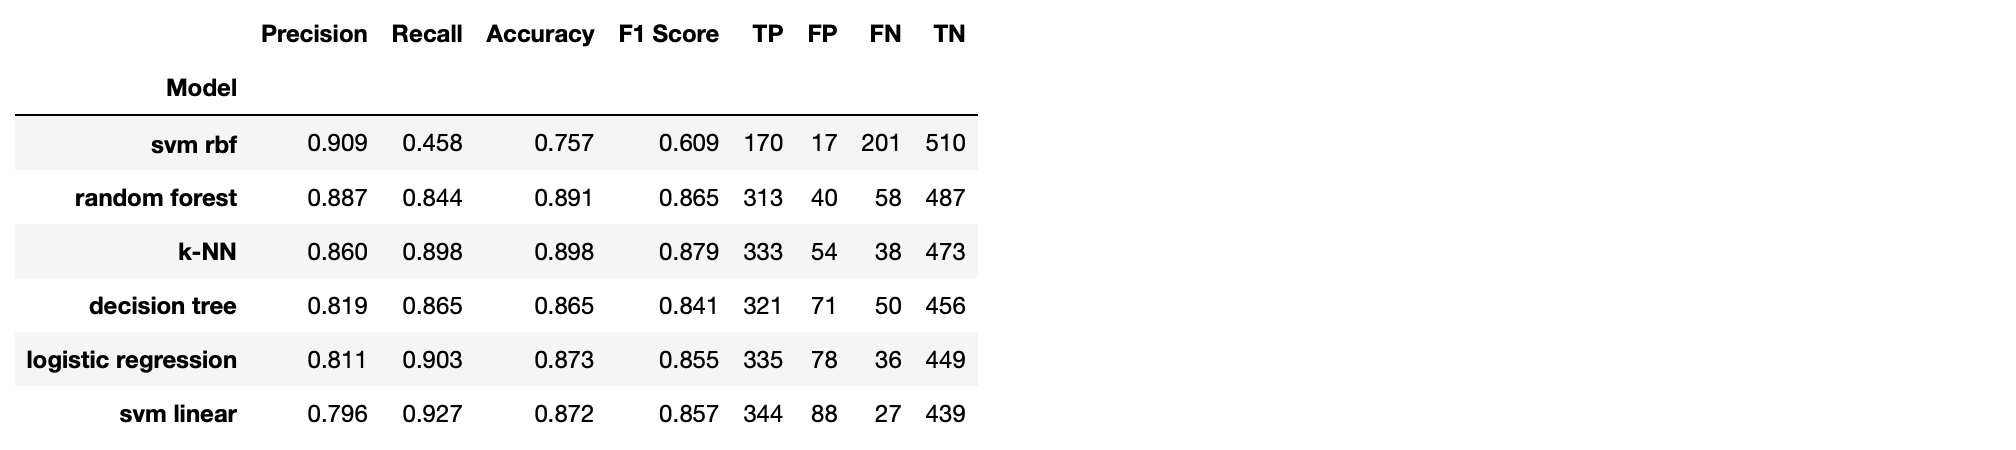 Precision Recall Accuracy F1 Score TP FP FN TN
Model
svm rbf 0.909 0.458 0.757 0.609 170 17 201 510
random forest 0.887 0.844 0.891 0.865 313 40 58 487
k-NN 0.860 0.898 0.898 0.879 333 54 38 473
decision tree 0.819 0.865 0.865 0.841 321 71 50 456
logistic regression 0.811 0.903 0.873 0.855 335 78 36 449
svm linear 0.796 0.927 0.872 0.857 344 88 27 439